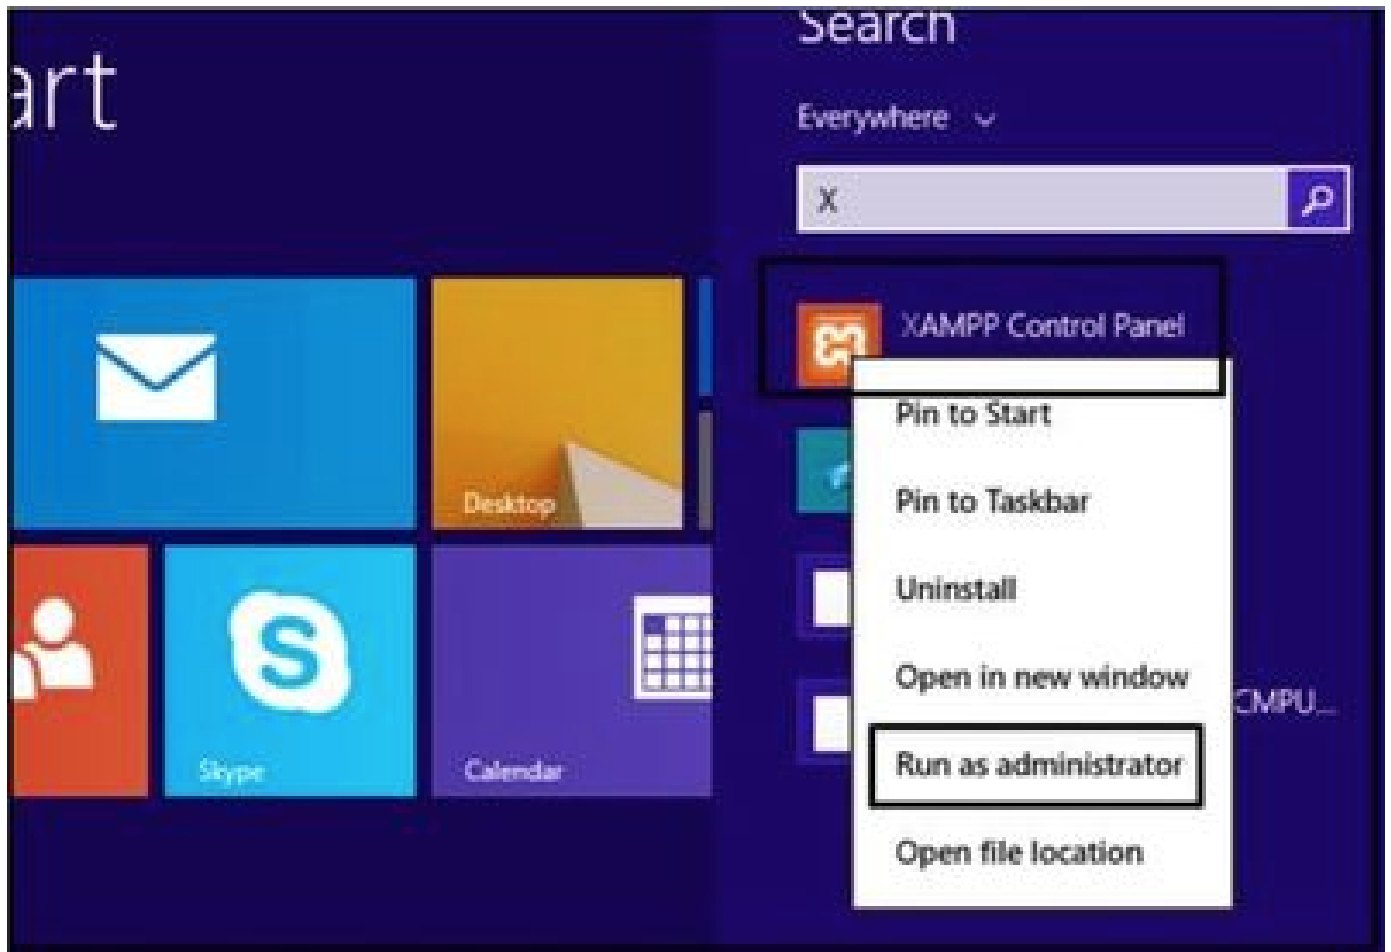 art
Desktop
Skype
Calendar
Search
Everywhere
X
XAMPP Control Panel
Pin to Start
Pin to Taskbar
Uninstall
Open in new window
CMPU...
Run as administrator
Open file location